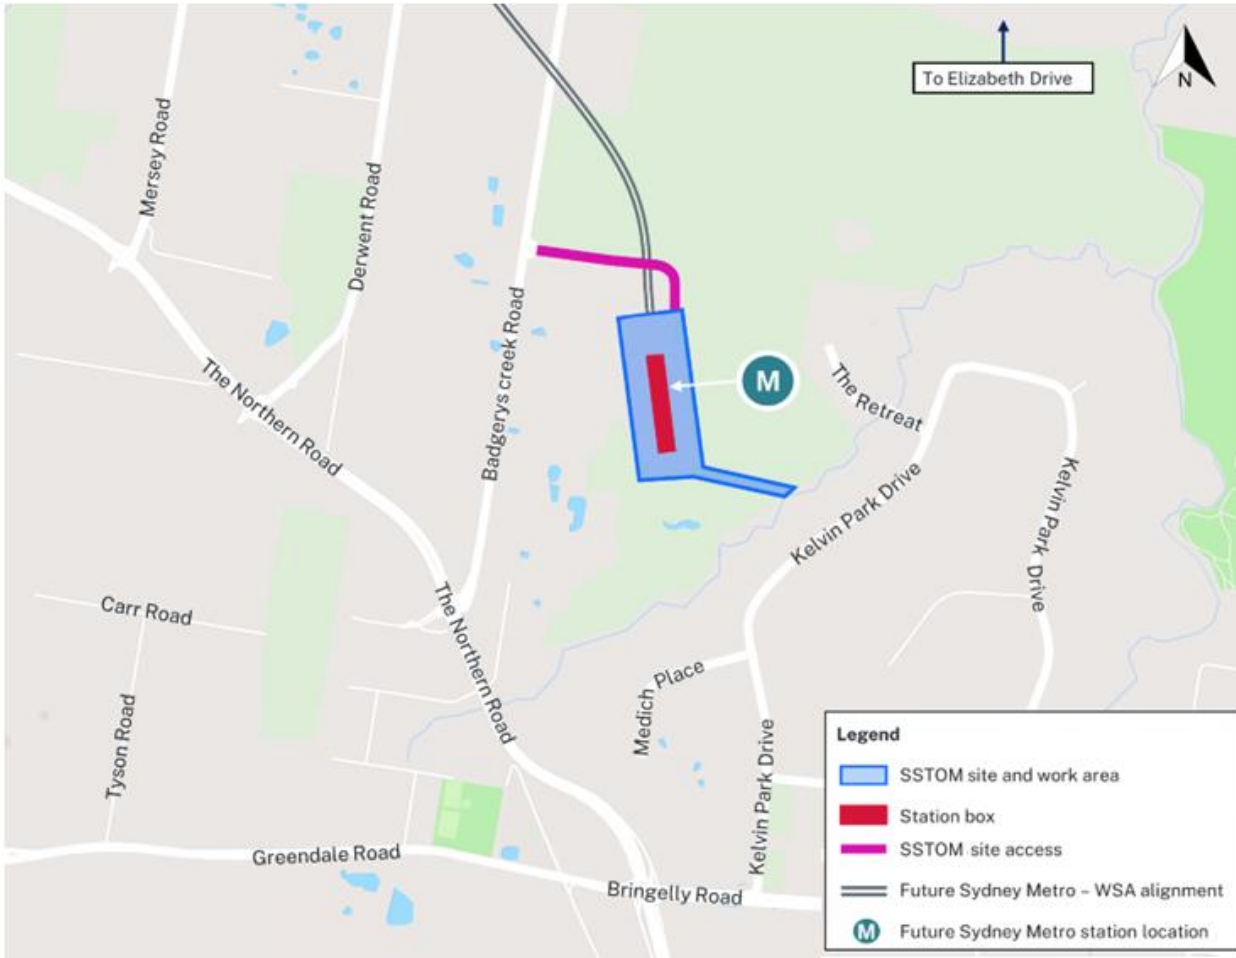 To Elizabeth Drive
N
Mersey Road
Derwent Road
Badgerys creek Road
The Northern Road
M
The Retreat
Kelvin Park Drive
Kelvin Park Drive
Carr Road
The Northern Road
Tyson Road
Medich Place
Kelvin Park Drive
Greendale Road
Bringelly Road
Legend
SSTOM site and work area
Station box
SSTOM site access
Future Sydney Metro – WSA alignment
M Future Sydney Metro station location